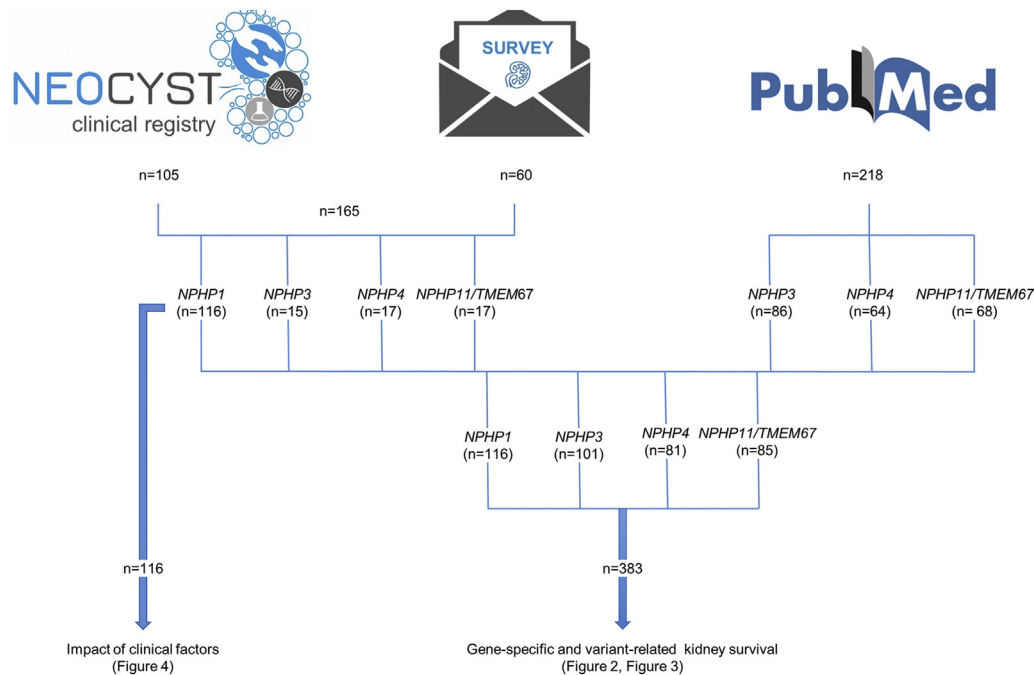 NEOCYST
clinical registry
SURVEY
PubMed
n=105
n=60
n=218
n=165
NPHP1
(n=116)
NPHP3
(n=15)
NPHP4
(n=17)
NPHP11/TMEM67
(n=17)
NPHP3
(n=86)
NPHP4
(n=64)
NPHP11/TMEM67
(n= 68)
NPHP1
(n=116)
NPHP3
(n=101)
NPHP4
(n=81)
NPHP11/TMEM67
(n=85)
n=116
n=383
Impact of clinical factors
(Figure 4)
Gene-specific and variant-related kidney survival
(Figure 2, Figure 3)